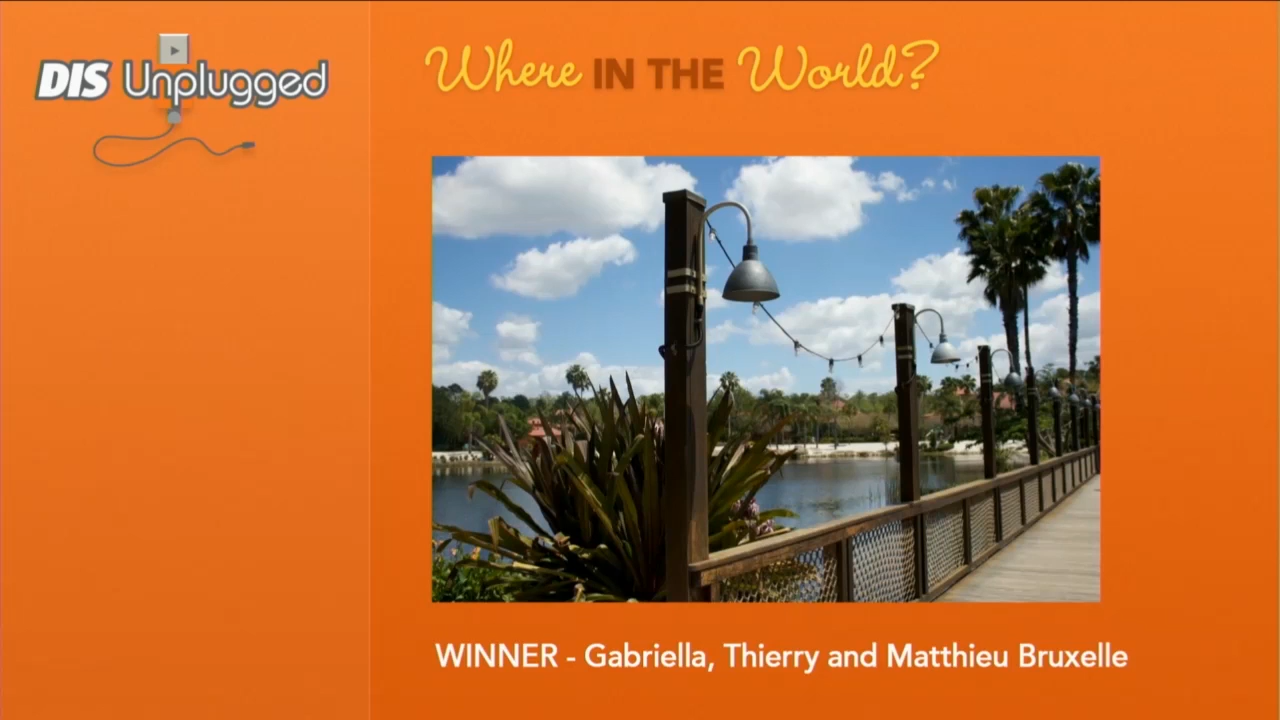 DIS Unplugged
Where IN THE World?
WINNER - Gabriella, Thierry and Matthieu Bruxelle